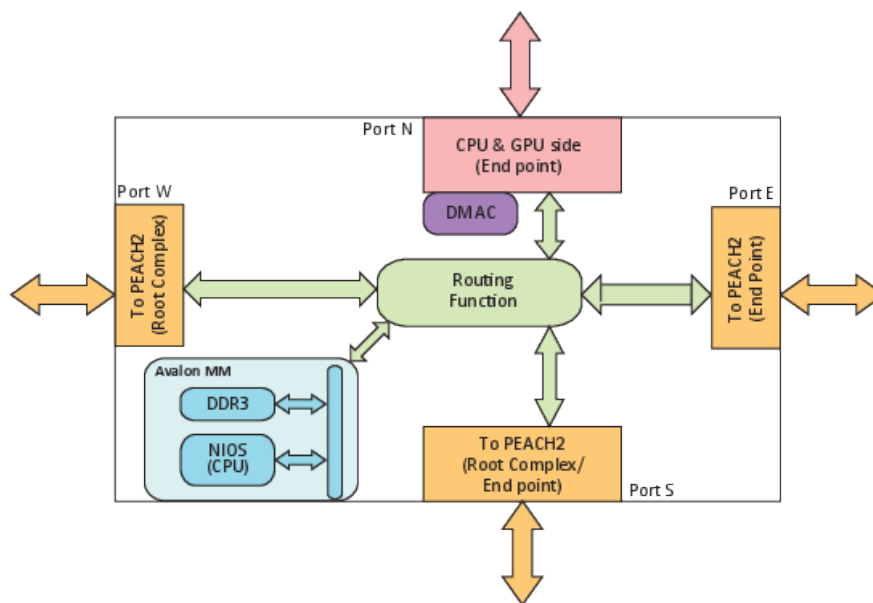 Port N
CPU & GPU side
(End point)
Port W
Port E
DMAC
To PEACH2
(Root Complex)
Routing
Function
To PEACH2
(End Point)
Avalon MM
DDR3
NIOS
(CPU)
To PEACH2
(Root Complex/
End point)
Port S